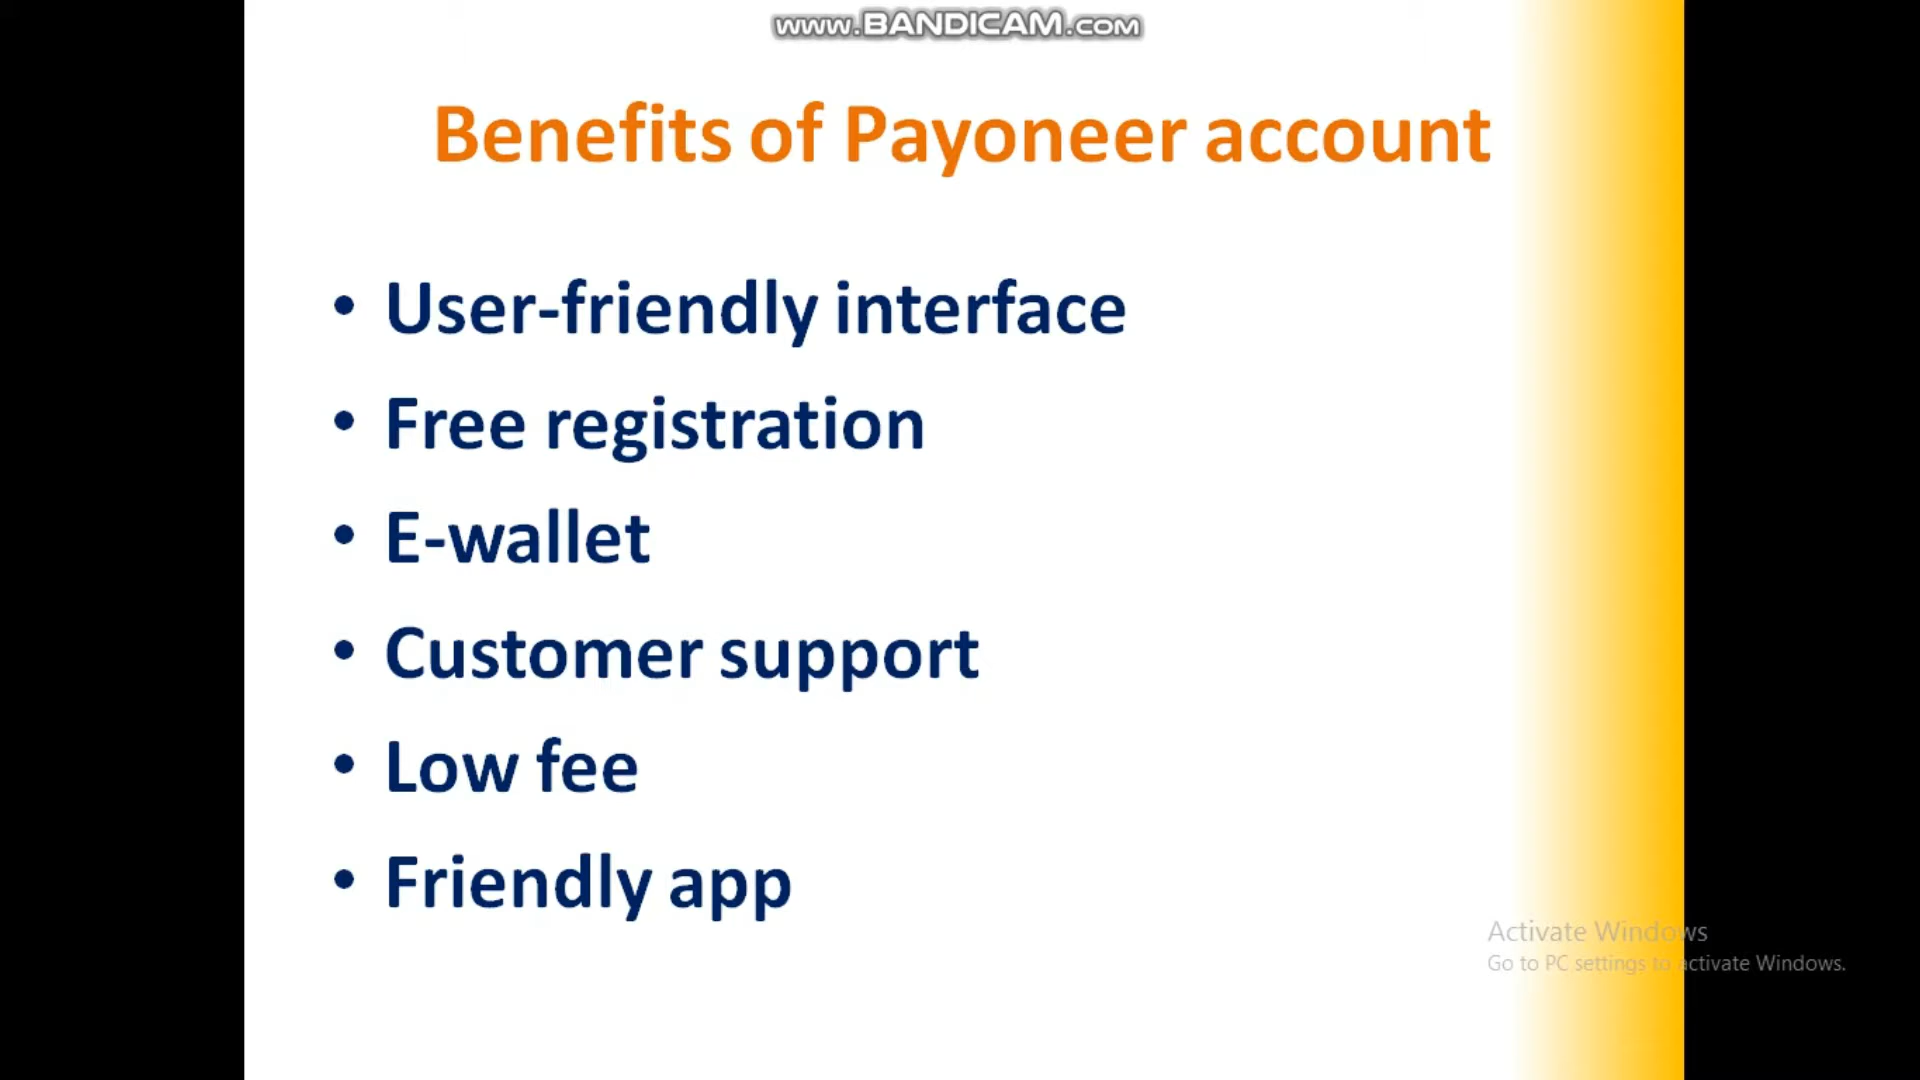 www.BANDICAM.com
Benefits of Payoneer account
• User-friendly interface
• Free registration
• E-wallet
• Customer support
• Low fee
• Friendly app
Activate Windows
Go to PC settings to activate Windows.